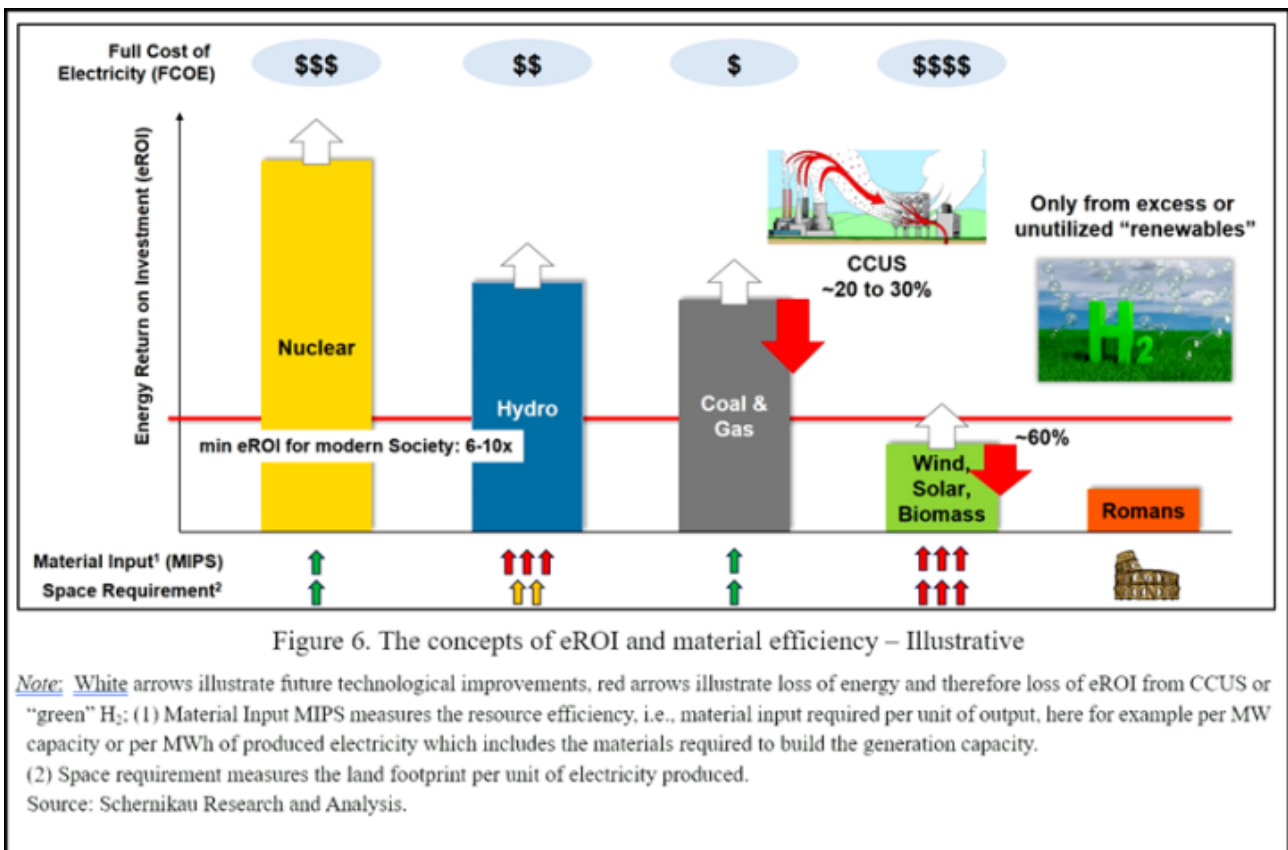 Full Cost of
Electricity (FCOE)
$$$
$$
$
$$$$
Energy Return on Investment (eROI)
Only from excess or
unutilized “renewables”
CCUS
~20 to 30%
H2
Nuclear
Hydro
Coal &
Gas
min eROI for modern Society: 6-10x
~60%
Wind,
Solar,
Biomass
Romans
Material Input¹ (MIPS)
Space Requirement²
Figure 6. The concepts of eROI and material efficiency – Illustrative
Note: White arrows illustrate future technological improvements, red arrows illustrate loss of energy and therefore loss of eROI from CCUS or
“green” H₂; (1) Material Input MIPS measures the resource efficiency, i.e., material input required per unit of output, here for example per MW
capacity or per MWh of produced electricity which includes the materials required to build the generation capacity.
(2) Space requirement measures the land footprint per unit of electricity produced.
Source: Schernikau Research and Analysis.